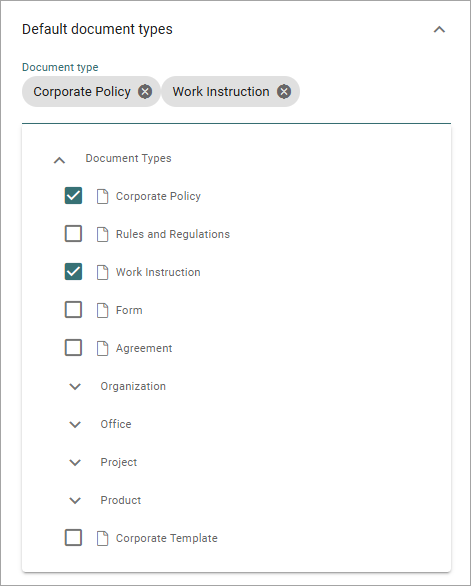 Default document types
Document type
Corporate Policy Work Instruction
Document Types
Corporate Policy
Rules and Regulations
Work Instruction
Form
Agreement
Organization
Office
Project
Product
Corporate Template